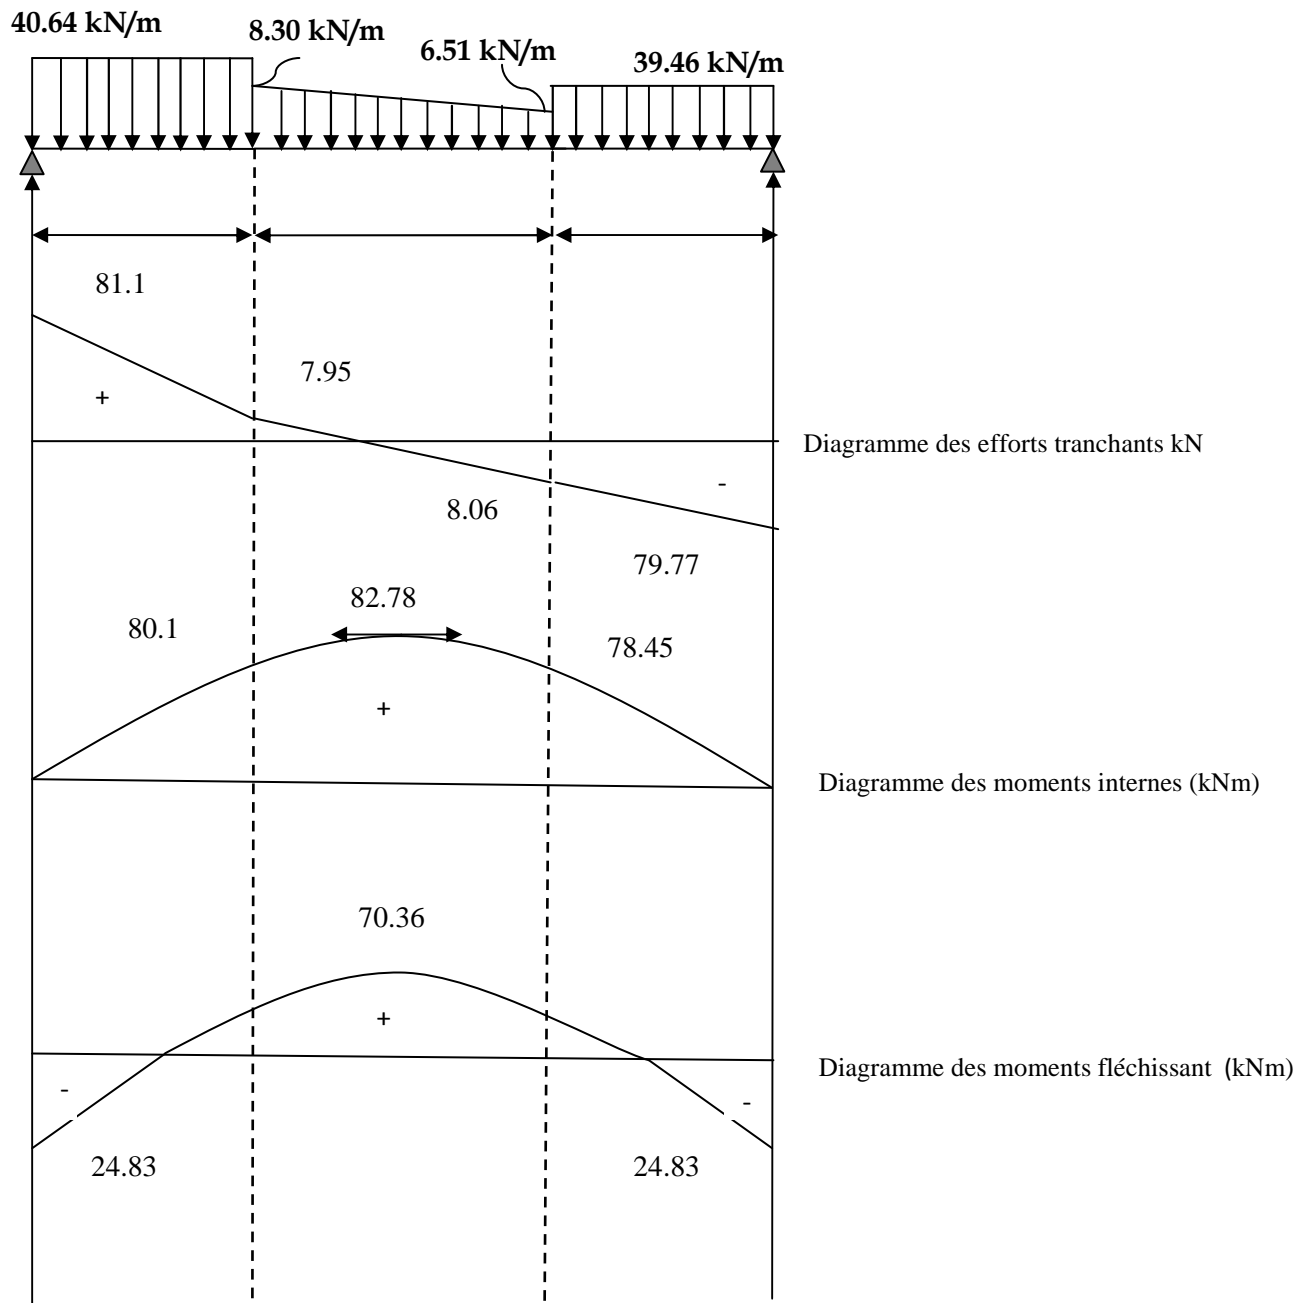 40.64 kN/m
8.30 kN/m
6.51 kN/m
39.46 kN/m
81.1
7.95
+
Diagramme des efforts tranchants kN
-
8.06
79.77
82.78
80.1
78.45
+
Diagramme des moments internes (kNm)
70.36
+
Diagramme des moments fléchissant (kNm)
-
-
24.83
24.83